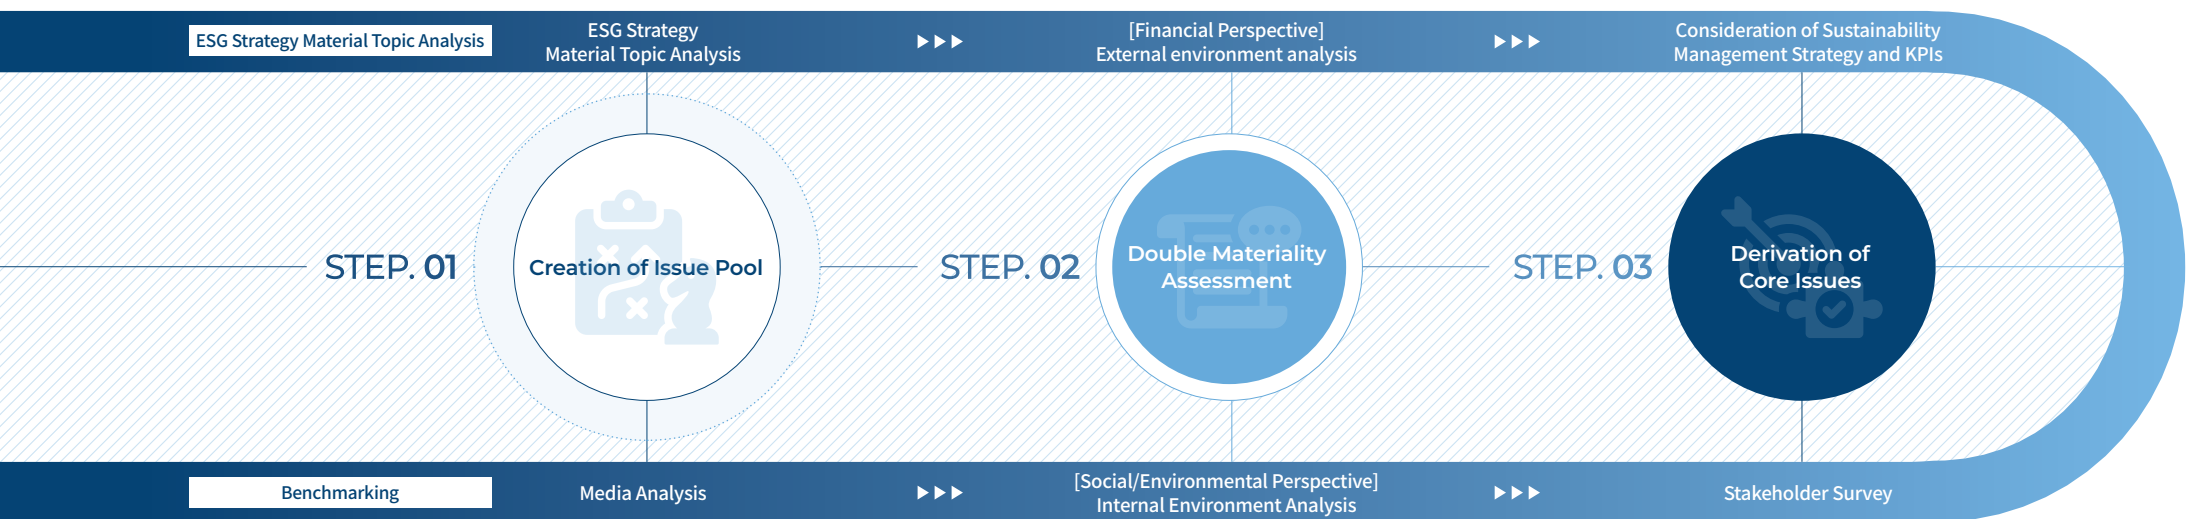 ESG Strategy Material Topic Analysis
ESG Strategy
Material Topic Analysis
[Financial Perspective]
External environment analysis
Consideration of Sustainability
Management Strategy and KPIs
STEP. 01
Creation of Issue Pool
STEP. 02
Double Materiality
Assessment
STEP. 03
Derivation of
Core Issues
Benchmarking
Media Analysis
[Social/Environmental Perspective]
Internal Environment Analysis
Stakeholder Survey